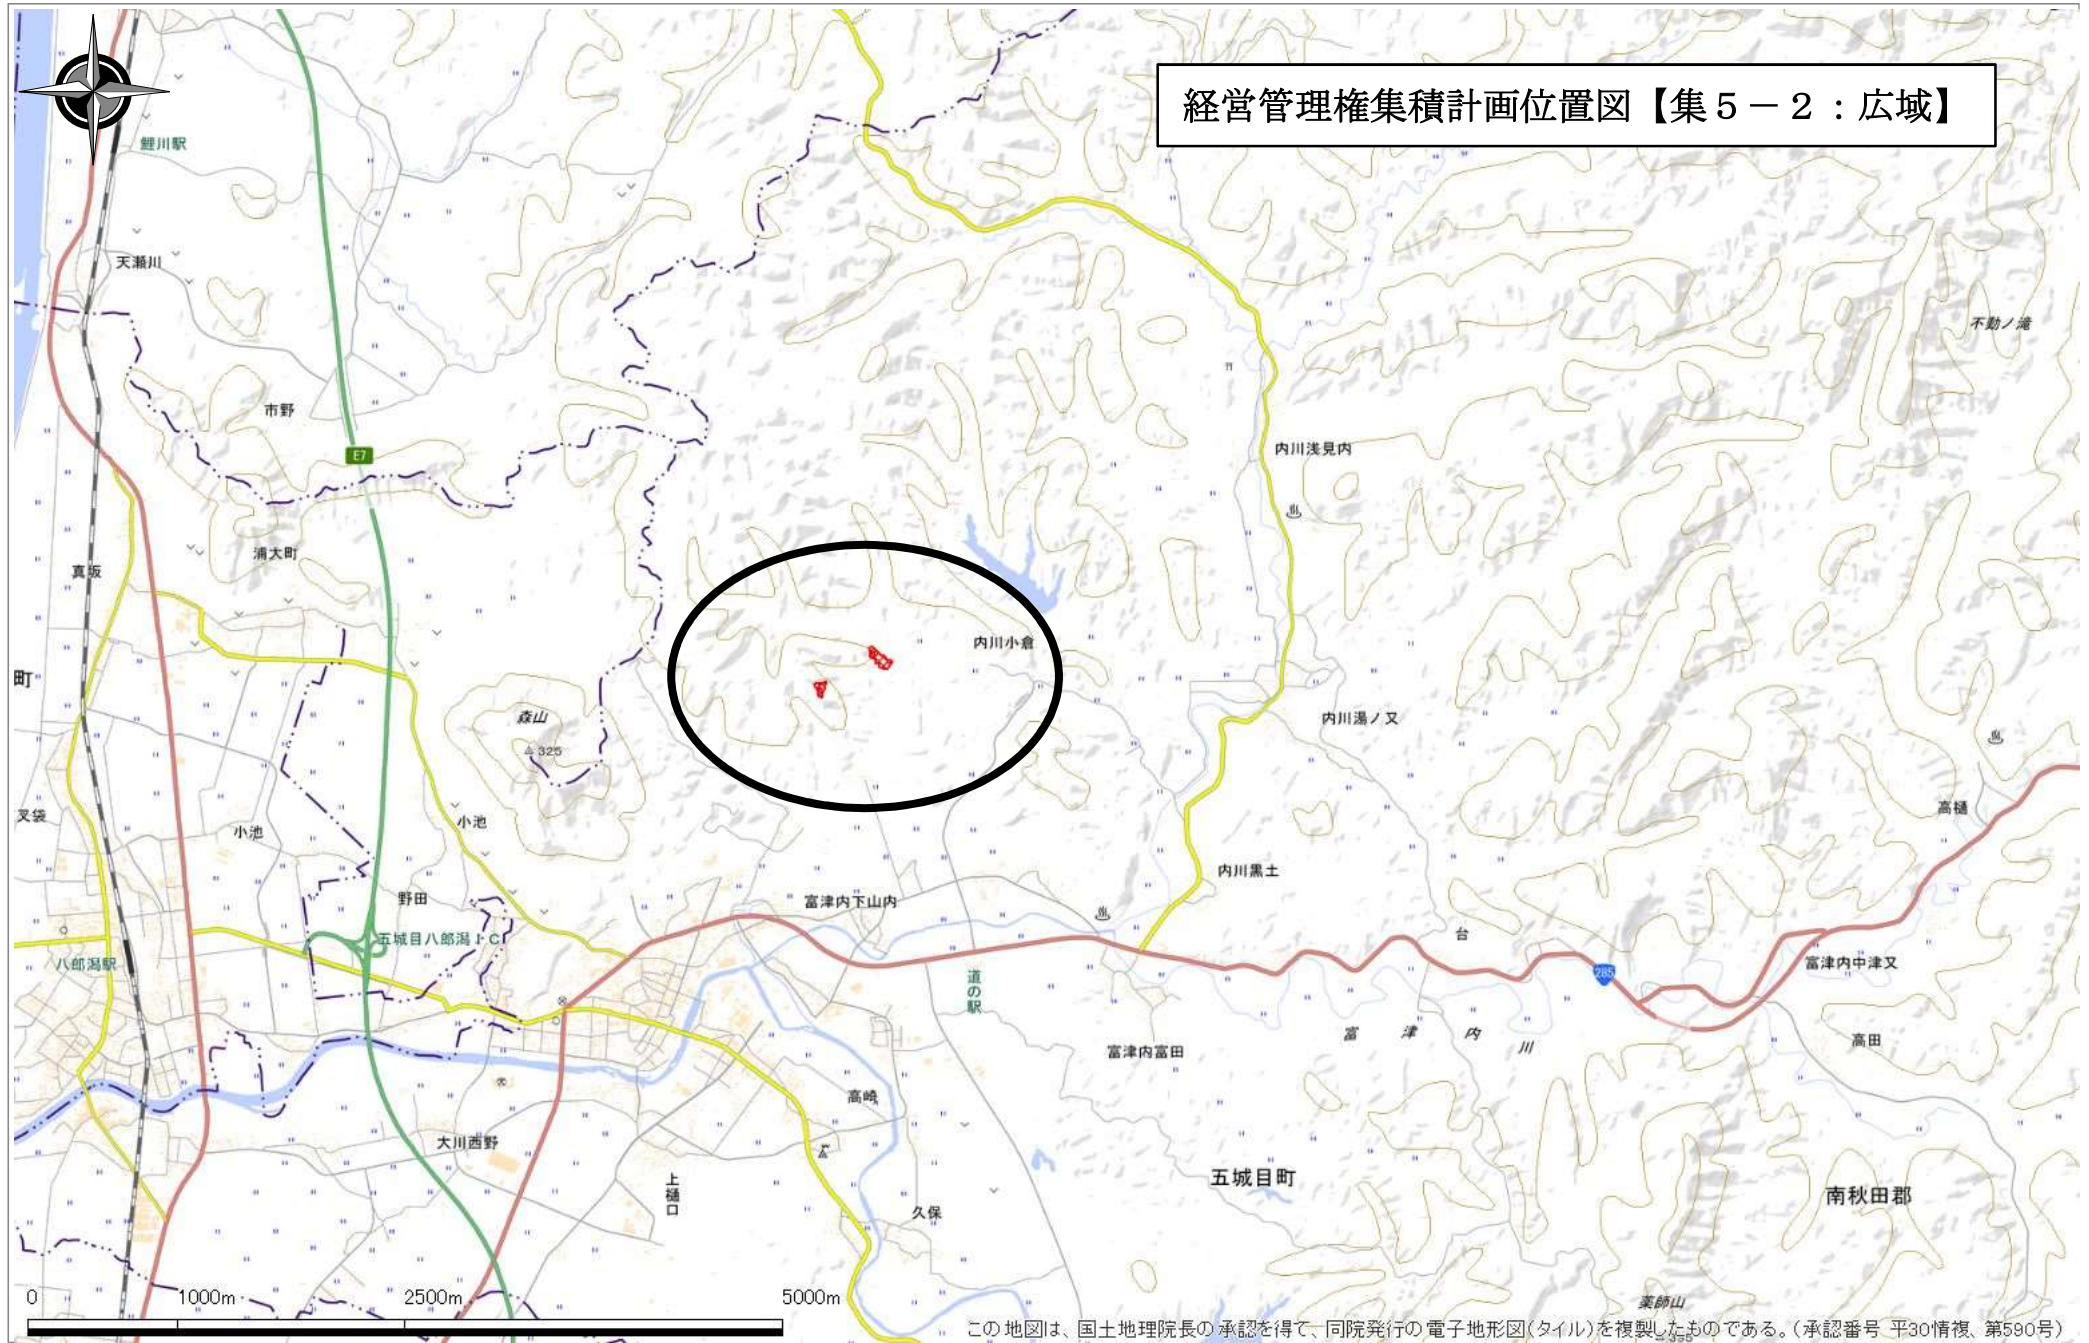 経営管理権集積計画位置図【集５－２：広域】
鯉川駅
天瀬川
不動ノ滝
市野
E7
内川浅見内
浦大町
真坂
内川小倉
町
森山
325
内川湯ノ又
叉袋
小池
小池
高樋
内川黒土
野田
富津内下山内
台
五城目八郎潟ＩＣ
八郎潟駅
道の駅
285
富津内中津又
富津内川
高田
富津内富田
高崎
大川西野
上樋口
五城目町
南秋田郡
久保
薬師山
0
1000m
2500m
5000m
この地図は、国土地理院長の承認を得て、同院発行の電子地形図(タイル)を複製したものである。(承認番号 平30情複、第590号)